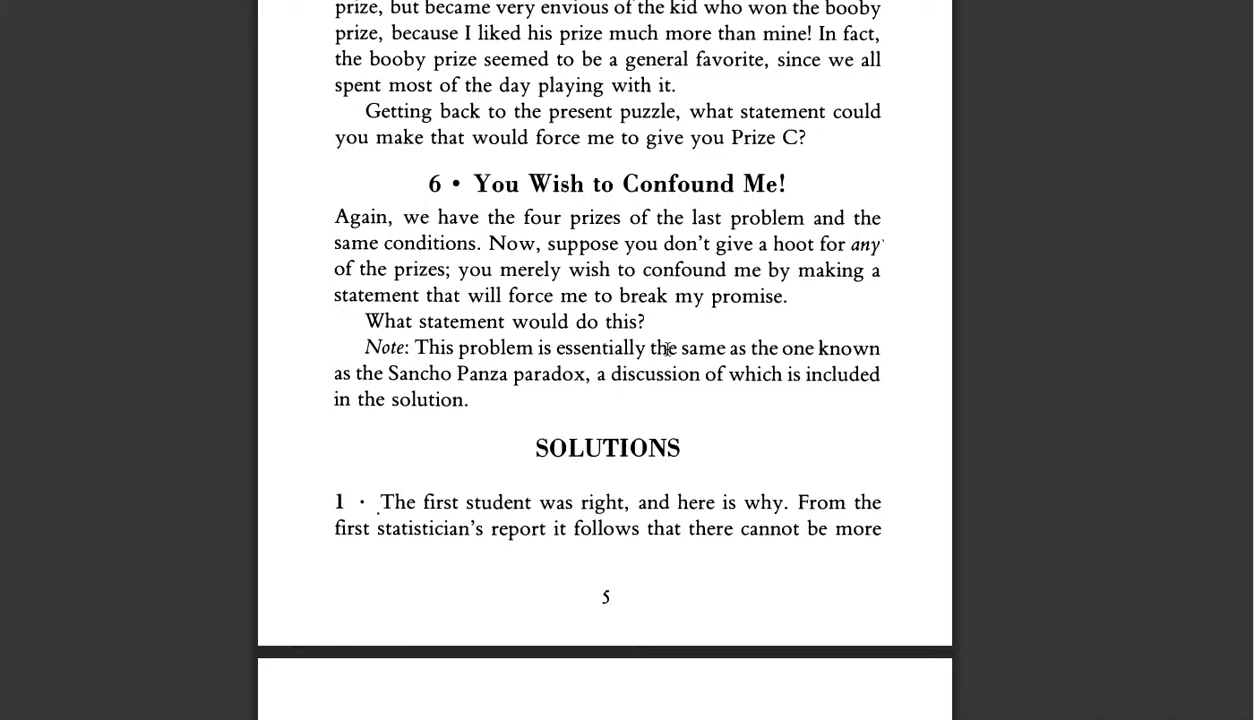 prize, but became very envious of the kid who won the booby
prize, because I liked his prize much more than mine! In fact,
the booby prize seemed to be a general favorite, since we all
spent most of the day playing with it.
Getting back to the present puzzle, what statement could
you make that would force me to give you Prize C?
6 • You Wish to Confound Me!
Again, we have the four prizes of the last problem and the
same conditions. Now, suppose you don't give a hoot for any
of the prizes; you merely wish to confound me by making a
statement that will force me to break my promise.
What statement would do this?
Note: This problem is essentially the same as the one known
as the Sancho Panza paradox, a discussion of which is included
in the solution.
SOLUTIONS
1 · The first student was right, and here is why. From the
first statistician's report it follows that there cannot be more
5